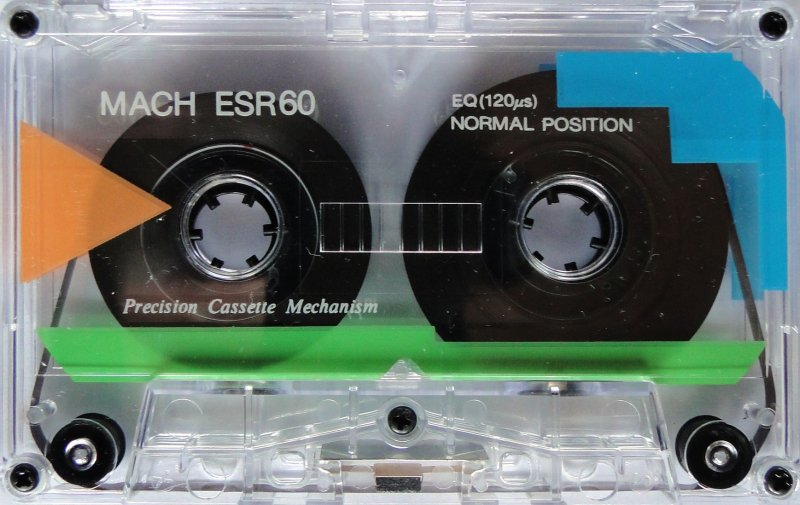 MACH ESR60
EQ(120μs)
NORMAL POSITION
Precision Cassette Mechanism